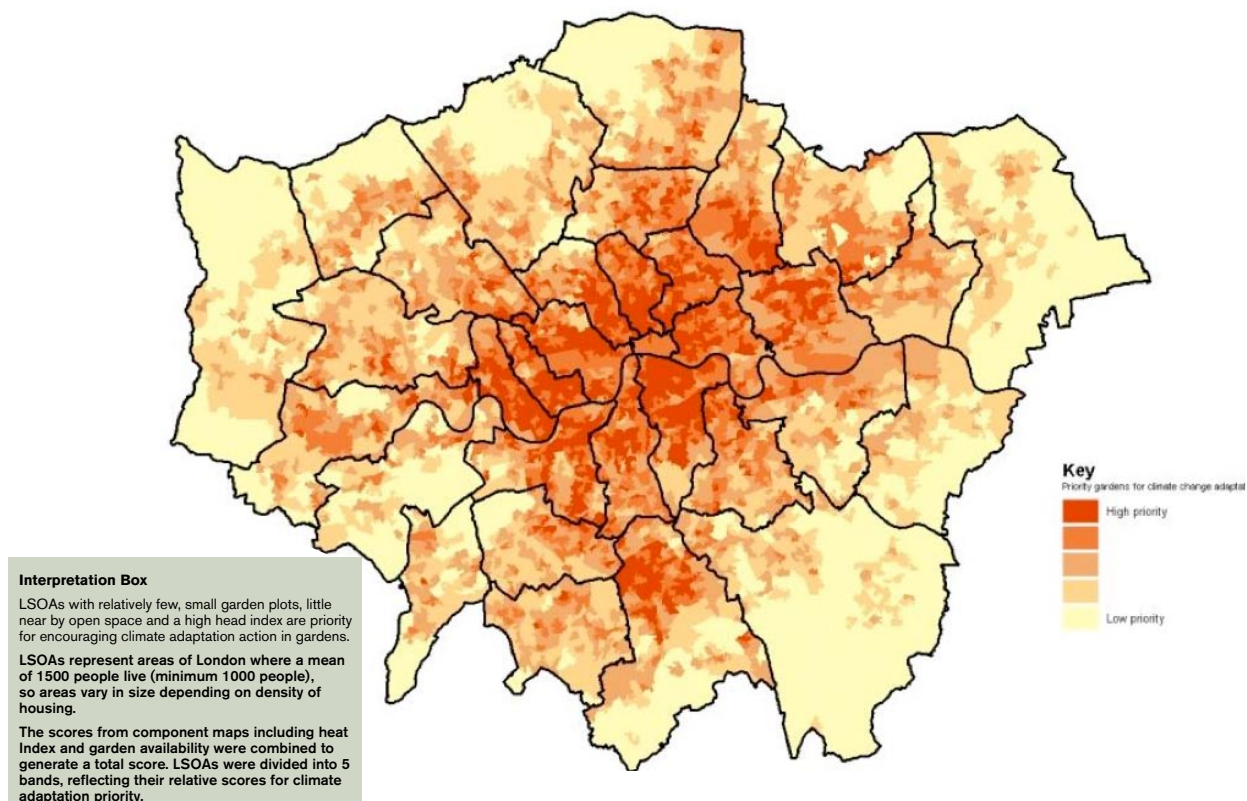 Key
Priority gardens for climate change adaptat
High priority
Low priority
Interpretation Box
LSOAs with relatively few, small garden plots, little
near by open space and a high head index are priority
for encouraging climate adaptation action in gardens.
LSOAs represent areas of London where a mean
of 1500 people live (minimum 1000 people),
so areas vary in size depending on density of
housing.
The scores from component maps including heat
Index and garden availability were combined to
generate a total score. LSOAs were divided into 5
bands, reflecting their relative scores for climate
adaptation priority.